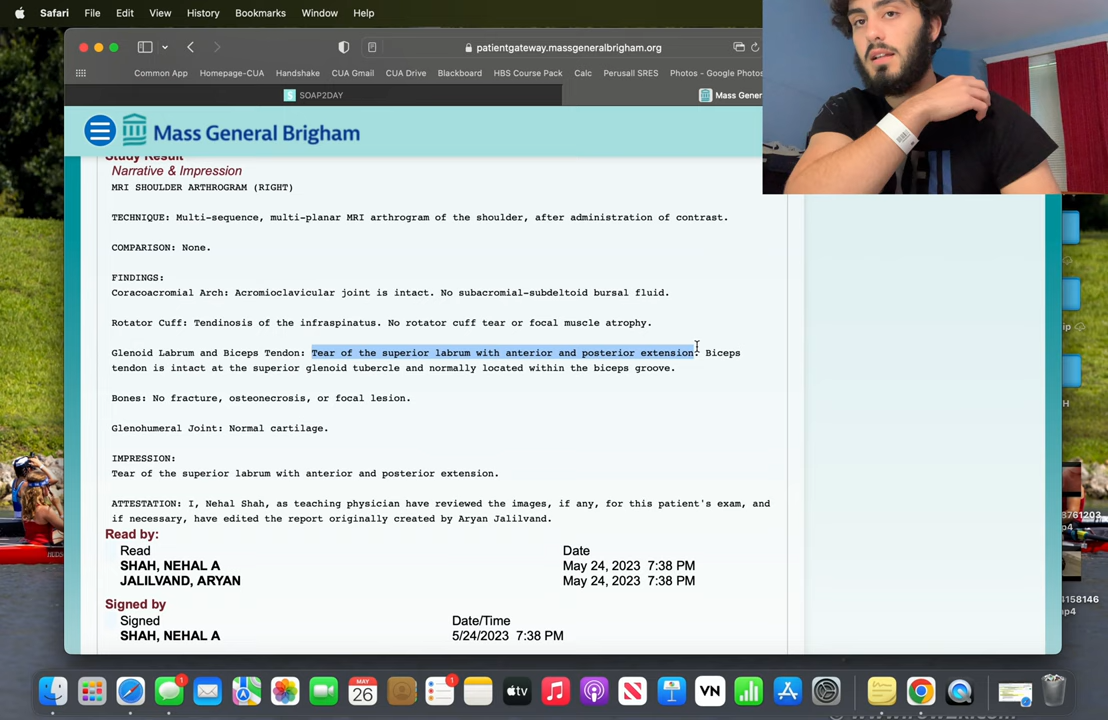 Safari File Edit View History Bookmarks Window Help
patientgateway.massgeneralbrigham.org
Common App Homepage-CUA Handshake CUA Gmail CUA Drive Blackboard HBS Course Pack Calc Perusall SRES Photos - Google Photos
S SOAP2DAY
Mass Gener
Mass General Brigham
Study Result
Narrative & Impression
MRI SHOULDER ARTHROGRAM (RIGHT)
TECHNIQUE: Multi-sequence, multi-planar MRI arthrogram of the shoulder, after administration of contrast.
COMPARISON: None.
FINDINGS:
Coracoacromial Arch: Acromioclavicular joint is intact. No subacromial-subdeltoid bursal fluid.
Rotator Cuff: Tendinosis of the infraspinatus. No rotator cuff tear or focal muscle atrophy.
Glenoid Labrum and Biceps Tendon: Tear of the superior labrum with anterior and posterior extension. Biceps
tendon is intact at the superior glenoid tubercle and normally located within the biceps groove.
Bones: No fracture, osteonecrosis, or focal lesion.
Glenohumeral Joint: Normal cartilage.
IMPRESSION:
Tear of the superior labrum with anterior and posterior extension.
ATTESTATION: I, Nehal Shah, as teaching physician have reviewed the images, if any, for this patient's exam, and
if necessary, have edited the report originally created by Aryan Jalilvand.
Read by:
Read Date
SHAH, NEHAL A May 24, 2023 7:38 PM
JALILVAND, ARYAN May 24, 2023 7:38 PM
Signed by
Signed Date/Time
SHAH, NEHAL A 5/24/2023 7:38 PM
ip
H
8761203
p4
4158146
mp4
1
MAY
26
1
tv
VN